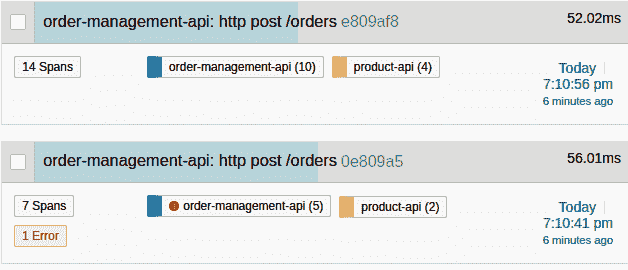 order-management-api: http post /orders e809af8 52.02ms
14 Spans order-management-api (10) product-api (4) Today
7:10:56 pm
6 minutes ago
order-management-api: http post /orders 0e809a5 56.01ms
7 Spans order-management-api (5) product-api (2) Today
1 Error 7:10:41 pm
6 minutes ago